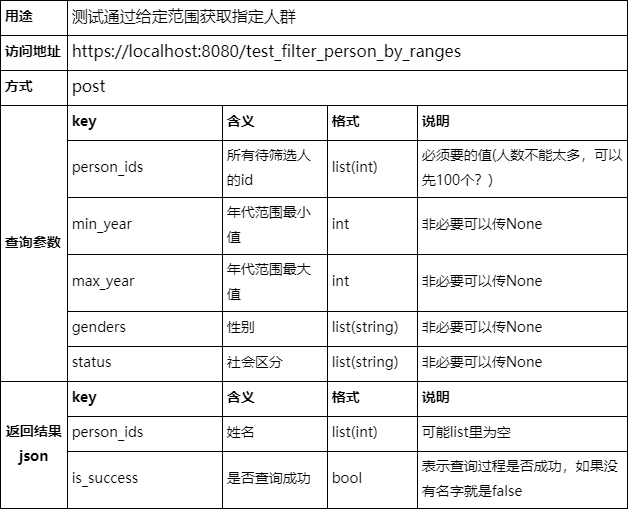 用途 测试通过给定范围获取指定人群
访问地址 https://localhost:8080/test_filter_person_by_ranges
方式 post
查询参数
key 含义 格式 说明
person_ids 所有待筛选人的id list(int) 必须要的值(人数不能太多，可以先100个？)
min_year 年代范围最小值 int 非必要可以传None
max_year 年代范围最大值 int 非必要可以传None
genders 性别 list(string) 非必要可以传None
status 社会区分 list(string) 非必要可以传None
返回结果
json
key 含义 格式 说明
person_ids 姓名 list(int) 可能list里为空
is_success 是否查询成功 bool 表示查询过程是否成功，如果没有名字就是false